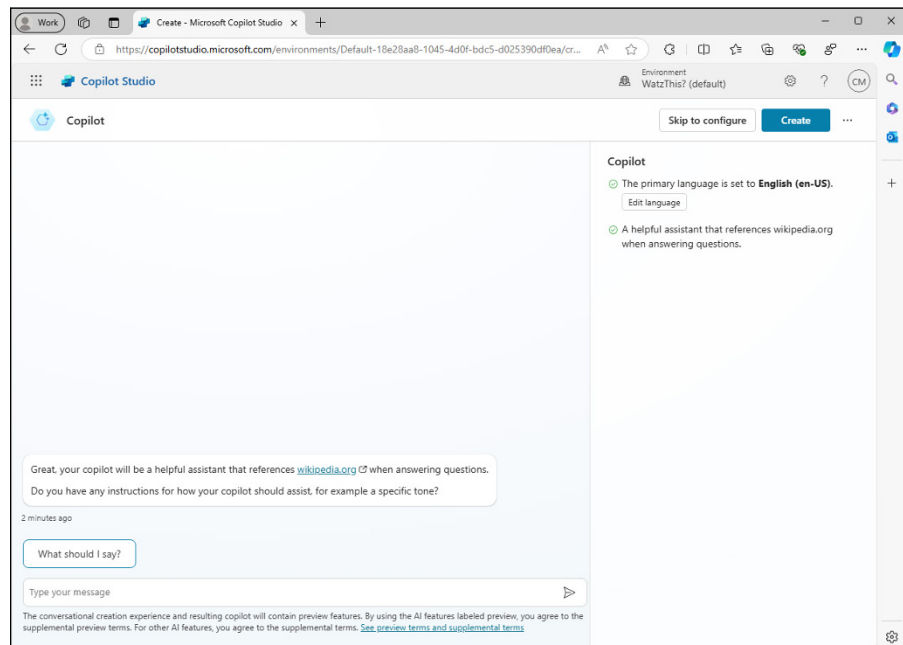 Work
Create - Microsoft Copilot Studio
https://copilotstudio.microsoft.com/environments/Default-18e28aa8-1045-4d0f-bdc5-d025390df0ea/cr...
Copilot Studio
Environment
WatzThis? (default)
CM
Copilot
Skip to configure
Create
Copilot
The primary language is set to English (en-US).
Edit language
A helpful assistant that references wikipedia.org
when answering questions.
Great, your copilot will be a helpful assistant that references wikipedia.org when answering questions.
Do you have any instructions for how your copilot should assist, for example a specific tone?
2 minutes ago
What should I say?
Type your message
The conversational creation experience and resulting copilot will contain preview features. By using the AI features labeled preview, you agree to the
supplemental preview terms. For other AI features, you agree to the supplemental terms. See preview terms and supplemental terms